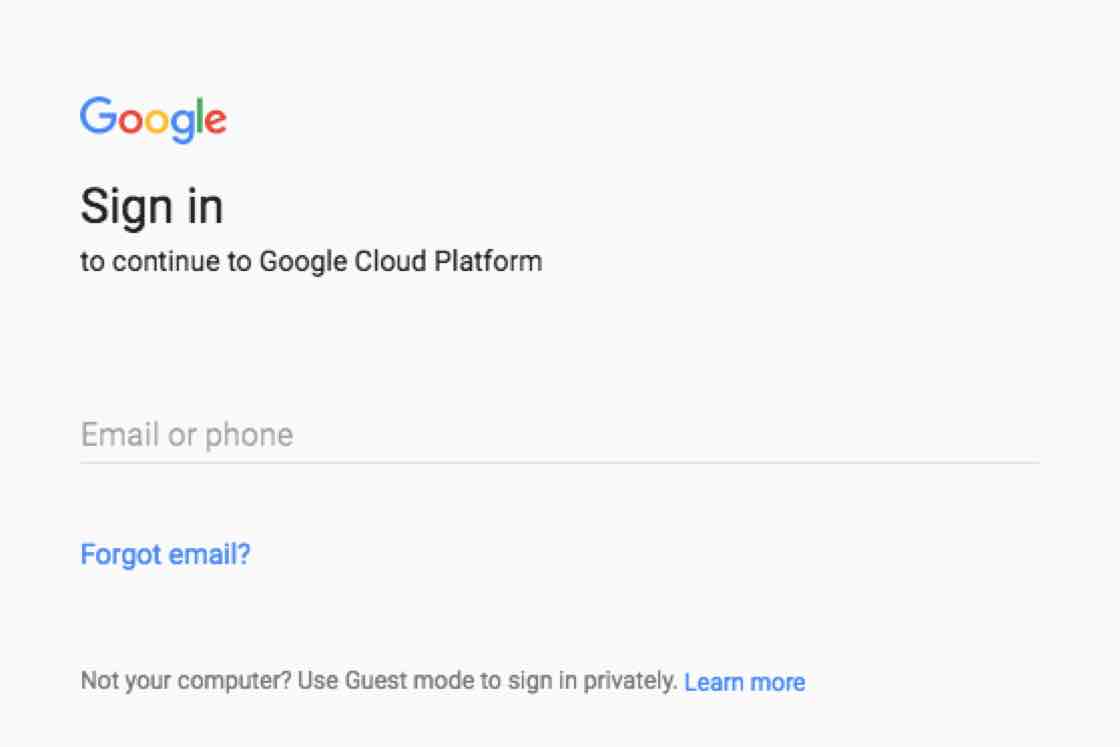 Google
Sign in
to continue to Google Cloud Platform
Email or phone
Forgot email?
Not your computer? Use Guest mode to sign in privately. Learn more